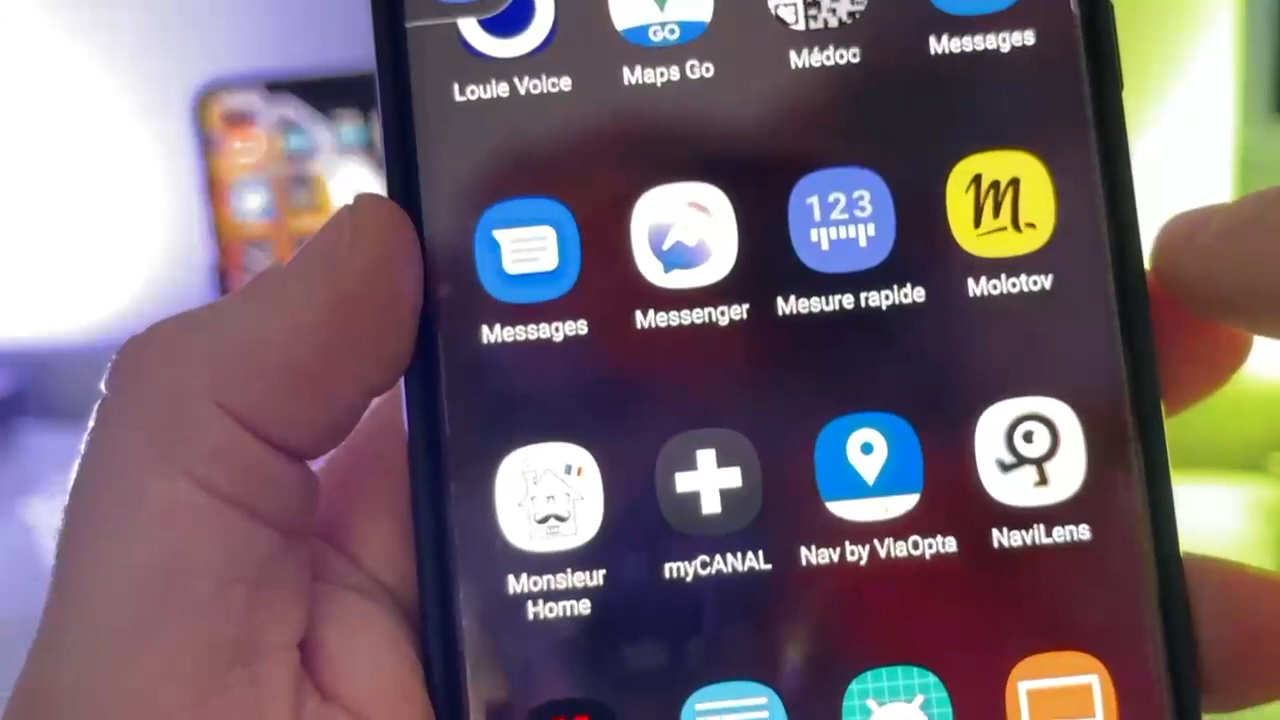 GO
Louie Voice
Maps Go
Médoc
Messages
123
m.
Messages
Messenger
Mesure rapide
Molotov
Monsieur
Home
myCANAL
Nav by ViaOpta
NaviLens